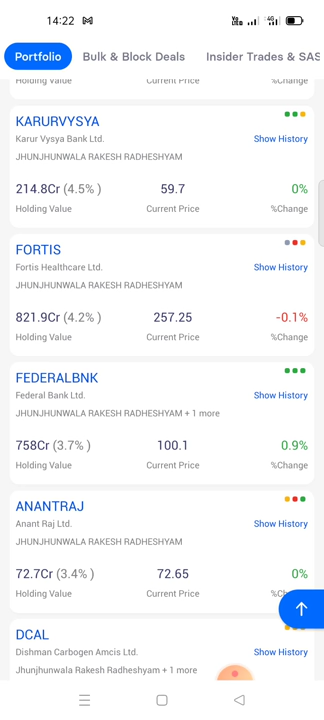 14:22
Portfolio Bulk & Block Deals Insider Trades & SAS
Holding Value Current Price %Change
KARURVYSYA
Karur Vysya Bank Ltd. Show History
JHUNJHUNWALA RAKESH RADHESHYAM
214.8Cr (4.5% ) 59.7 0%
Holding Value Current Price %Change
FORTIS
Fortis Healthcare Ltd. Show History
JHUNJHUNWALA RAKESH RADHESHYAM
821.9Cr (4.2% ) 257.25 -0.1%
Holding Value Current Price %Change
FEDERALBNK
Federal Bank Ltd. Show History
JHUNJHUNWALA RAKESH RADHESHYAM + 1 more
758Cr (3.7% ) 100.1 0.9%
Holding Value Current Price %Change
ANANTRAJ
Anant Raj Ltd. Show History
JHUNJHUNWALA RAKESH RADHESHYAM
72.7Cr (3.4% ) 72.65 0%
Holding Value Current Price
DCAL
Dishman Carbogen Amcis Ltd. Show History
Jhunjhunwala Rakesh Radheshyam + 1 more